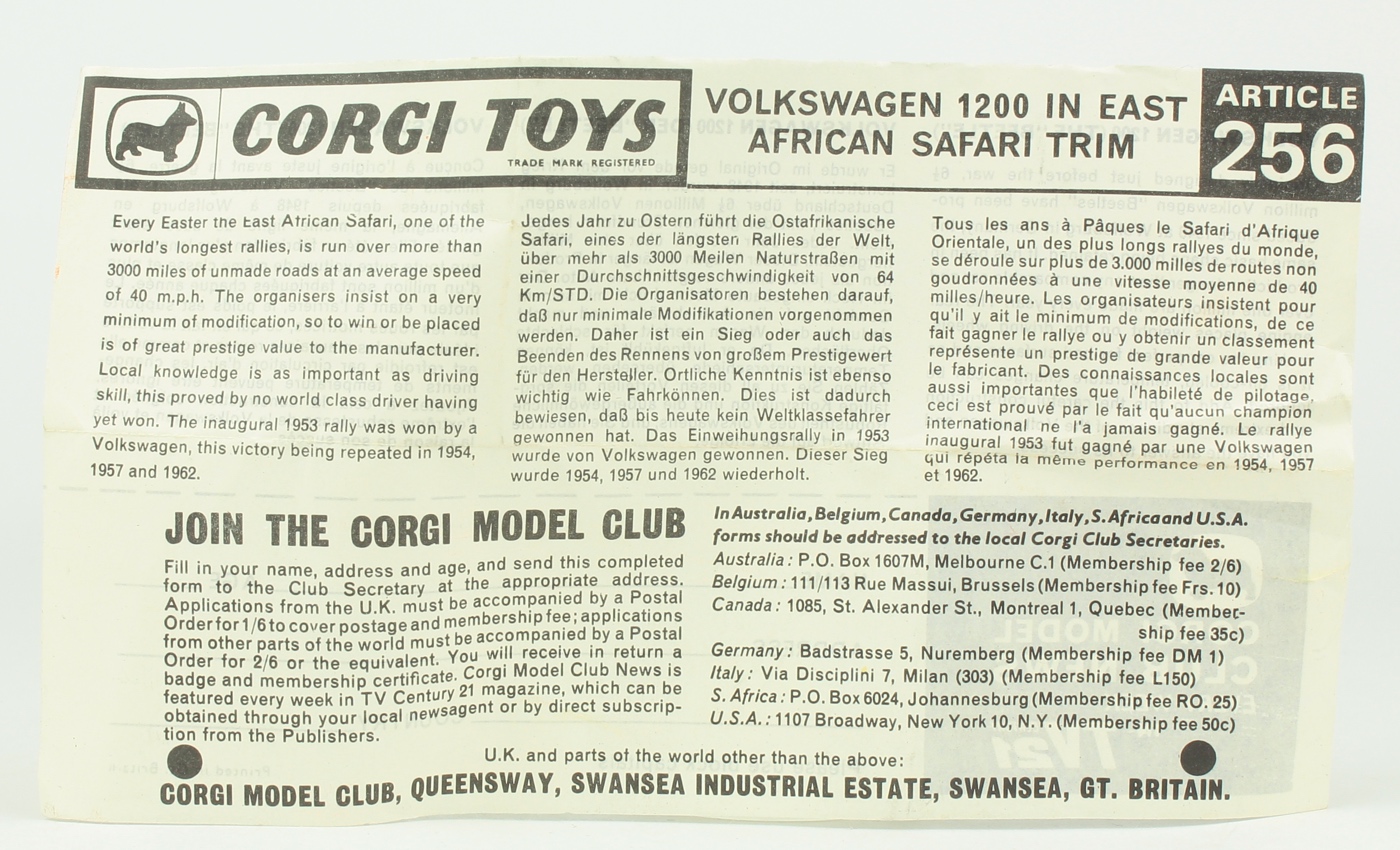 CORGI TOYS
TRADE MARK REGISTERED
VOLKSWAGEN 1200 IN EAST
AFRICAN SAFARI TRIM
ARTICLE
256
Every Easter the East African Safari, one of the
world's longest rallies, is run over more than
3000 miles of unmade roads at an average speed
of 40 m.p.h. The organisers insist on a very
minimum of modification, so to win or be placed
is of great prestige value to the manufacturer.
Local knowledge is as important as driving
skill, this proved by no world class driver having
yet won. The inaugural 1953 rally was won by a
Volkswagen, this victory being repeated in 1954,
1957 and 1962.
Jedes Jahr zu Ostern führt die Ostafrikanische
Safari, eines der längsten Rallies der Welt,
über mehr als 3000 Meilen Naturstraßen mit
einer Durchschnittsgeschwindigkeit von 64
Km/STD. Die Organisatoren bestehen darauf,
daß nur minimale Modifikationen vorgenommen
werden. Daher ist ein Sieg oder auch das
Beenden des Rennens von großem Prestigewert
für den Hersteller. Ortliche Kenntnis ist ebenso
wichtig wie Fahrkönnen. Dies ist dadurch
bewiesen, daß bis heute kein Weltklassefahrer
gewonnen hat. Das Einweihungsrally in 1953
wurde von Volkswagen gewonnen. Dieser Sieg
wurde 1954, 1957 und 1962 wiederholt.
Tous les ans à Pâques le Safari d'Afrique
Orientale, un des plus longs rallyes du monde,
se déroule sur plus de 3.000 milles de routes non
goudronnées à une vitesse moyenne de 40
milles/heure. Les organisateurs insistent pour
qu'il y ait le minimum de modifications, de ce
fait gagner le rallye ou y obtenir un classement
représente un prestige de grande valeur pour
le fabricant. Des connaissances locales sont
aussi importantes que l'habileté de pilotage,
ceci est prouvé par le fait qu'aucun champion
international ne l'a jamais gagné. Le rallye
inaugural 1953 fut gagné par une Volkswagen
qui répéta la même performance en 1954, 1957
et 1962.
JOIN THE CORGI MODEL CLUB
Fill in your name, address and age, and send this completed
form to the Club Secretary at the appropriate address.
Applications from the U.K. must be accompanied by a Postal
Order for 1/6 to cover postage and membership fee; applications
from other parts of the world must be accompanied by a Postal
Order for 2/6 or the equivalent. You will receive in return a
badge and membership certificate. Corgi Model Club News is
featured every week in TV Century 21 magazine, which can be
obtained through your local newsagent or by direct subscrip-
tion from the Publishers.
In Australia, Belgium, Canada, Germany, Italy, S. Africa and U.S.A.
forms should be addressed to the local Corgi Club Secretaries.
Australia: P.O. Box 1607M, Melbourne C.1 (Membership fee 2/6)
Belgium: 111/113 Rue Massui, Brussels (Membership fee Frs. 10)
Canada: 1085, St. Alexander St., Montreal 1, Quebec (Member-
ship fee 35c)
Germany: Badstrasse 5, Nuremberg (Membership fee DM 1)
Italy: Via Disciplini 7, Milan (303) (Membership fee L150)
S. Africa: P.O. Box 6024, Johannesburg (Membership fee RO. 25)
U.S.A.: 1107 Broadway, New York 10, N.Y. (Membership fee 50c)
U.K. and parts of the world other than the above:
CORGI MODEL CLUB, QUEENSWAY, SWANSEA INDUSTRIAL ESTATE, SWANSEA, GT. BRITAIN.